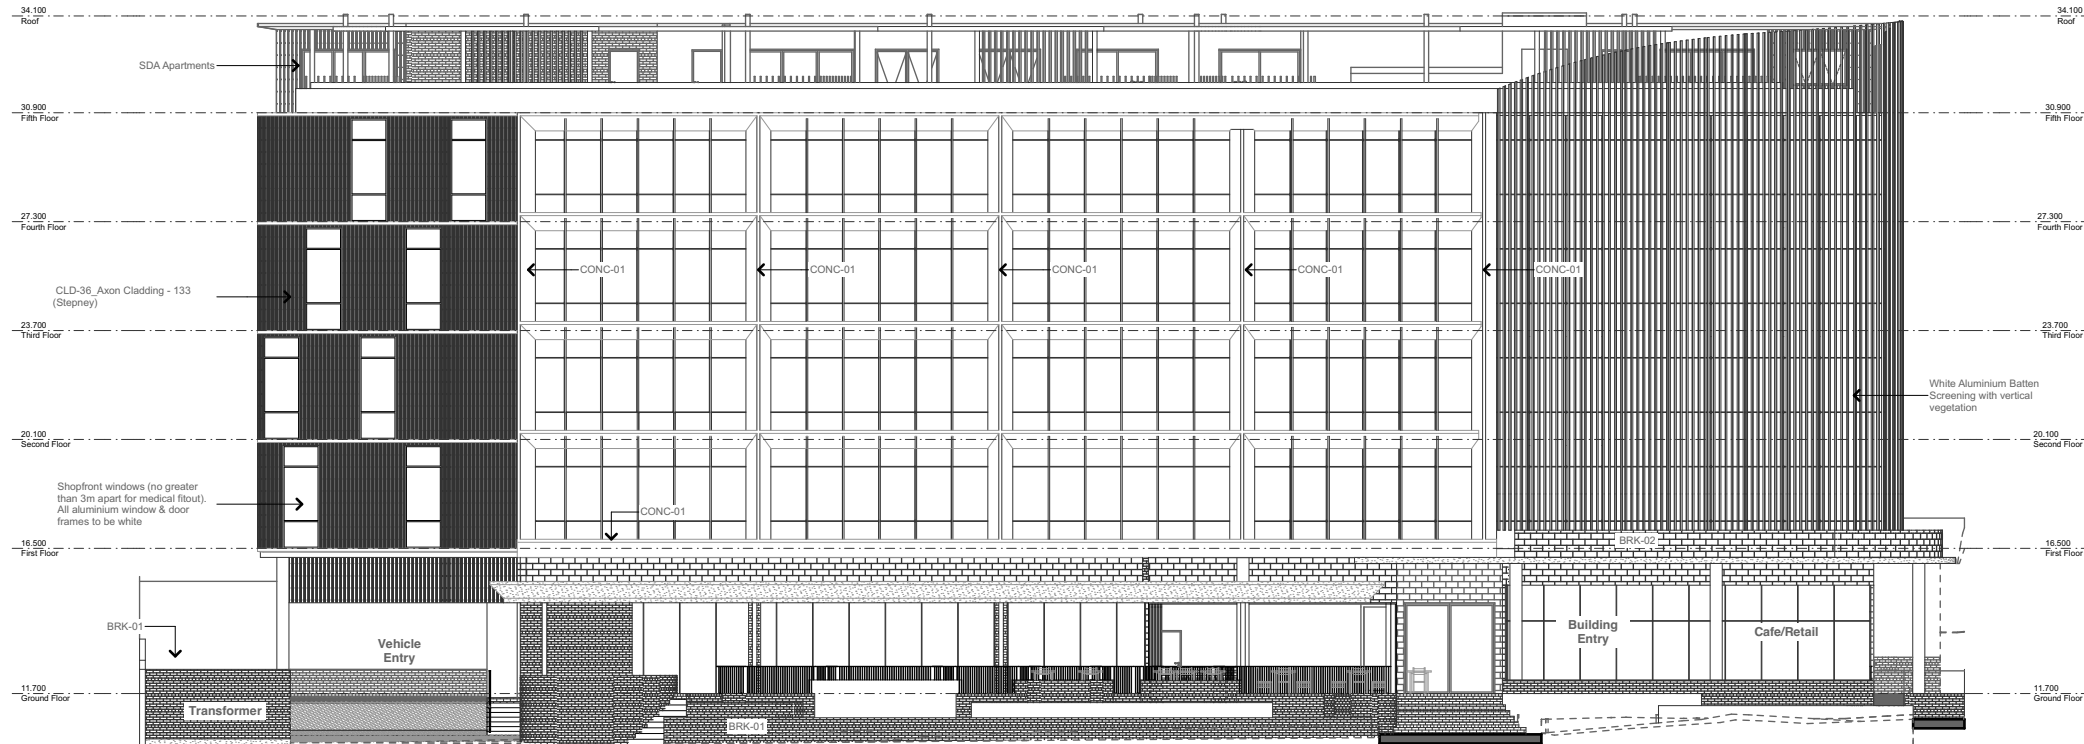 34.100
Roof
34.100
Roof
SDA Apartments
30.900
Fifth Floor
30.900
Fifth Floor
27.300
Fourth Floor
27.300
Fourth Floor
CONC-01
CONC-01
CONC-01
CONC-01
CONC-01
CLD-36_Axon Cladding - 133
(Stepney)
23.700
Third Floor
23.700
Third Floor
White Aluminium Batten
Screening with vertical
vegetation
20.100
Second Floor
20.100
Second Floor
Shopfront windows (no greater
than 3m apart for medical fitout).
All aluminium window & door
frames to be white
CONC-01
BRK-02
16.500
First Floor
16.500
First Floor
BRK-01
Vehicle
Entry
Building
Entry
Cafe/Retail
11.700
Ground Floor
11.700
Ground Floor
Transformer
BRK-01